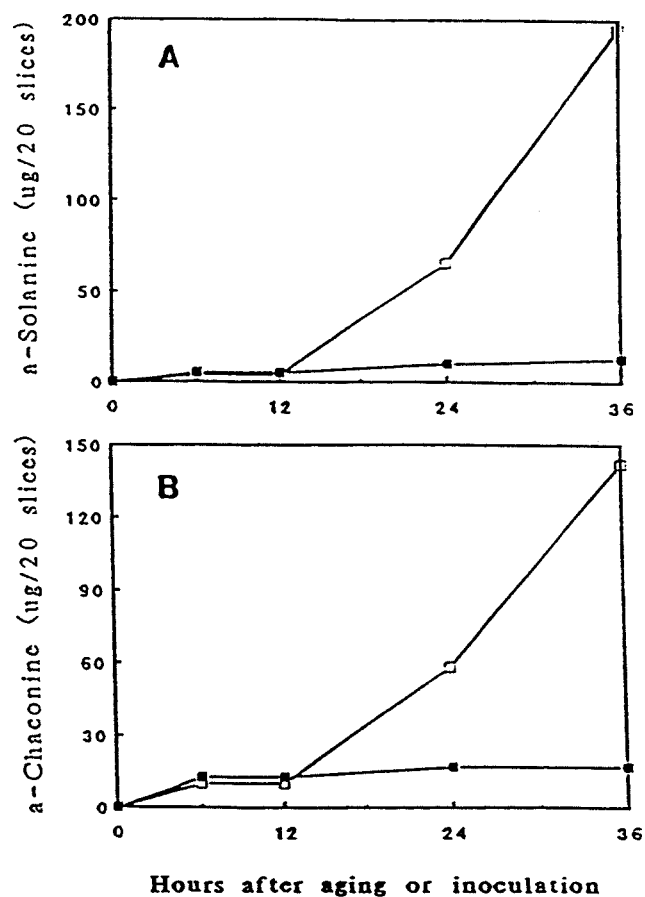 A
a-Solanine (ug/20 slices)
200
150
100
50
0
0 12 24 36
B
a-Chaconine (ug/20 slices)
150
120
90
60
30
0
0 12 24 36
Hours after aging or inoculation